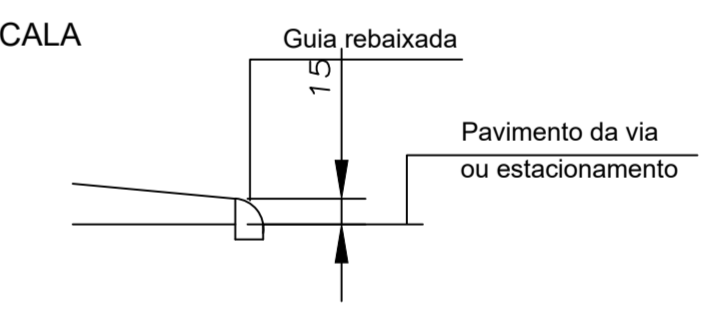 CALA
Guia rebaixada
15
Pavimento da via
ou estacionamento